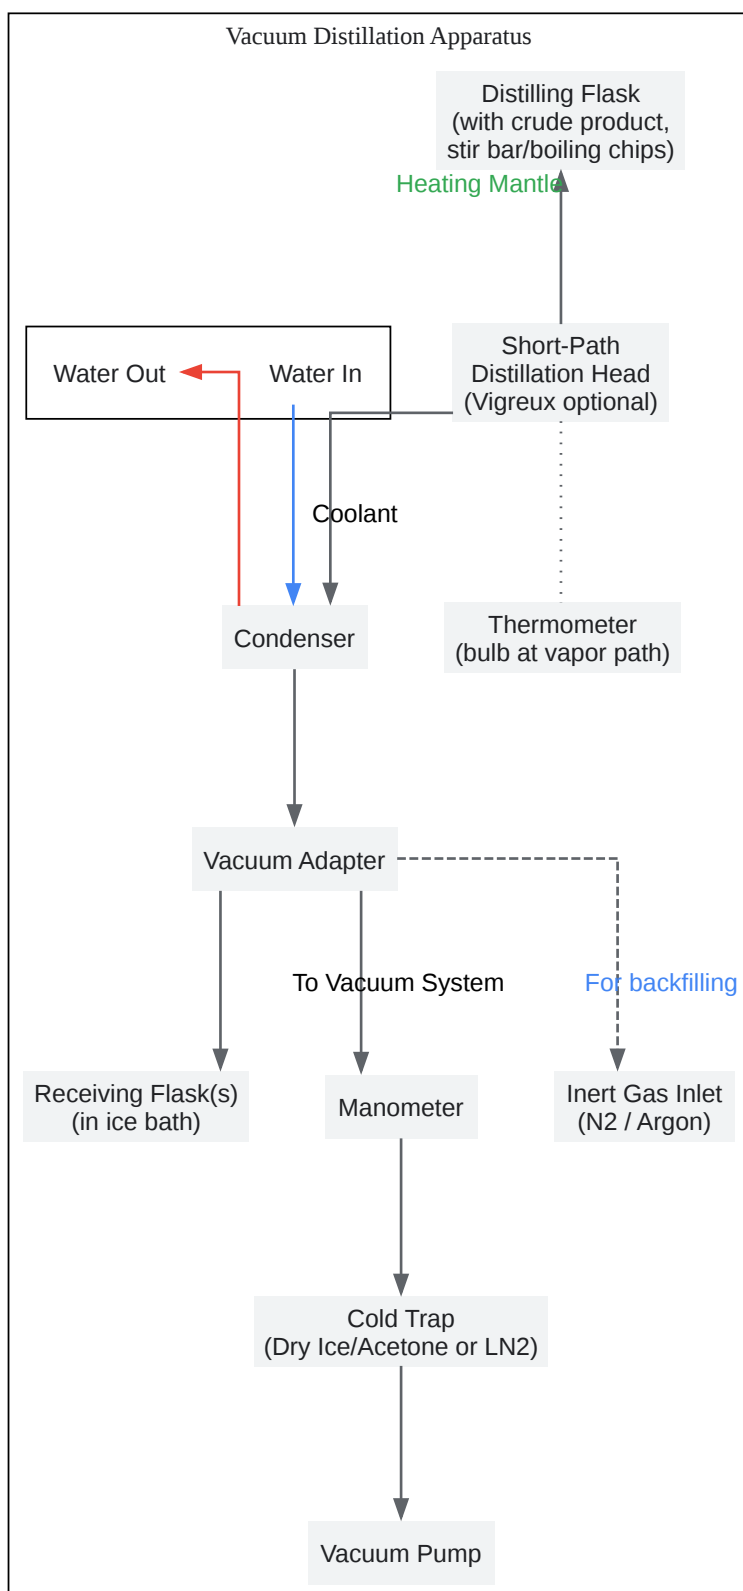 Vacuum Distillation Apparatus
Distilling Flask
(with crude product,
stir bar/boiling chips)
Heating Mantle
Short-Path
Distillation Head
(Vigreux optional)
Water Out
Water In
Coolant
Condenser
Thermometer
(bulb at vapor path)
Vacuum Adapter
To Vacuum System
For backfilling
Receiving Flask(s)
(in ice bath)
Manometer
Inert Gas Inlet
(N2 / Argon)
Cold Trap
(Dry Ice/Acetone or LN2)
Vacuum Pump